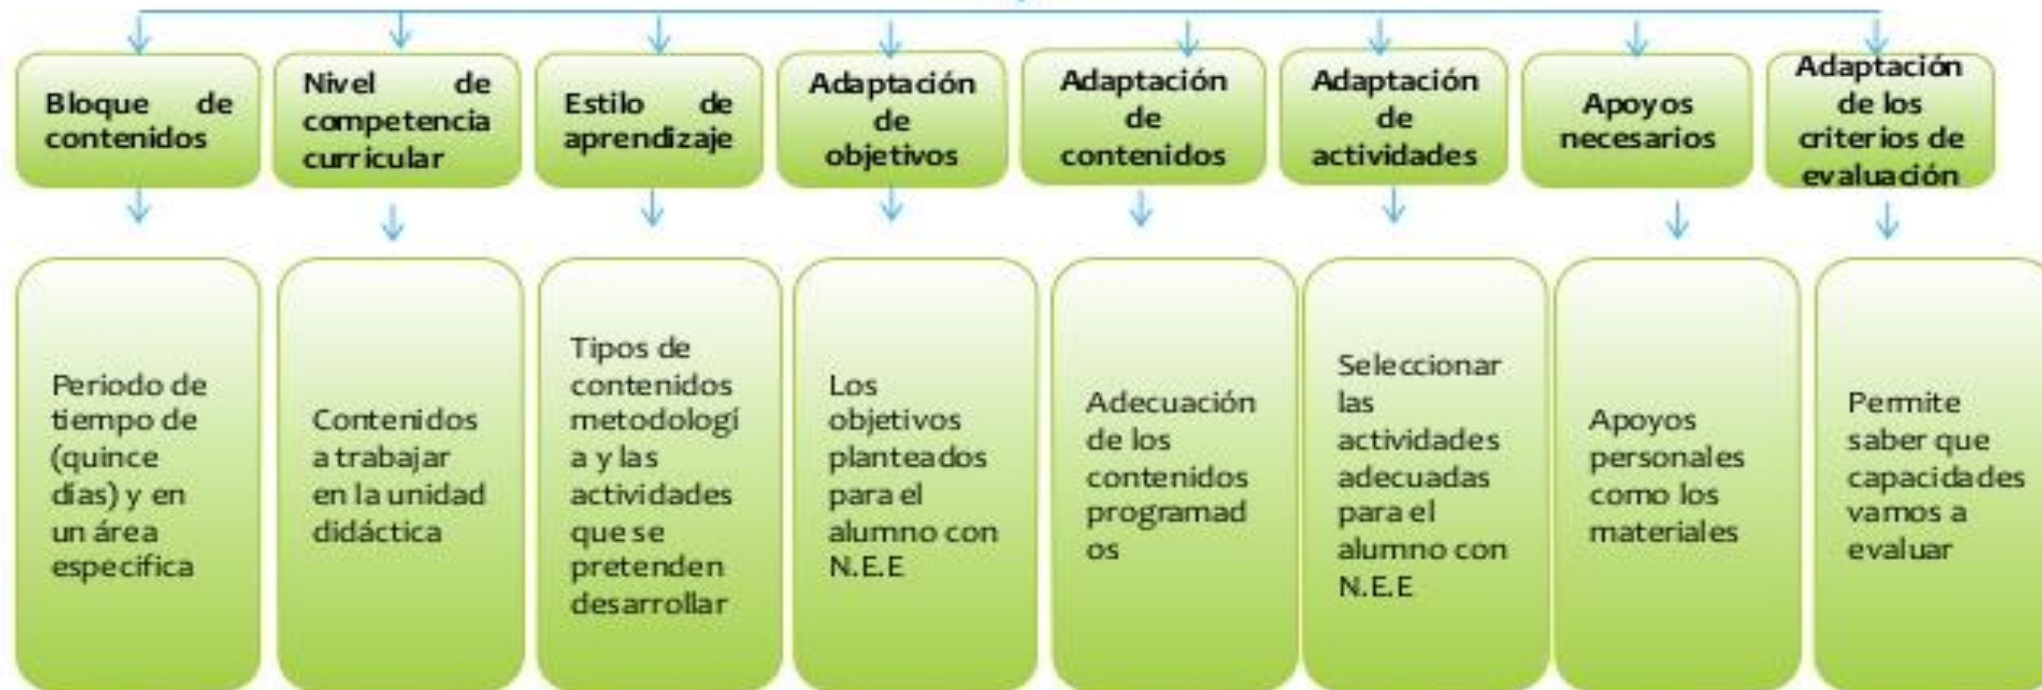 Bloque de
contenidos
Nivel de
competencia
curricular
Estilo de
aprendizaje
Adaptación
de
objetivos
Adaptación
de
contenidos
Adaptación
de
actividades
Apoyos
necesarios
Adaptación
de los
criterios de
evaluación
Periodo de
tiempo de
(quince
días) y en
un área
especifica
Contenidos
a trabajar
en la unidad
didáctica
Tipos de
contenidos
metodologí
a y las
actividades
que se
pretenden
desarrollar
Los
objetivos
planteados
para el
alumno con
N.E.E
Adecuación
de los
contenidos
programad
os
Seleccionar
las
actividades
adecuadas
para el
alumno con
N.E.E
Apoyos
personales
como los
materiales
Permite
saber que
capacidades
vamos a
evaluar